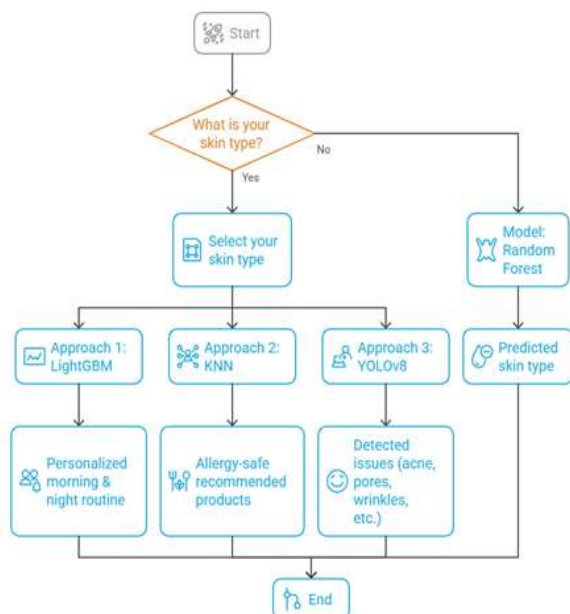 Start
What is your
skin type?
No
Yes
Select your
skin type
Model:
Random
Forest
Approach 1:
LightGBM
Approach 2:
KNN
Approach 3:
YOLOv8
Predicted
skin type
Personalized
morning &
night routine
Allergy-safe
recommended
products
Detected
issues (acne,
pores,
wrinkles,
etc.)
End